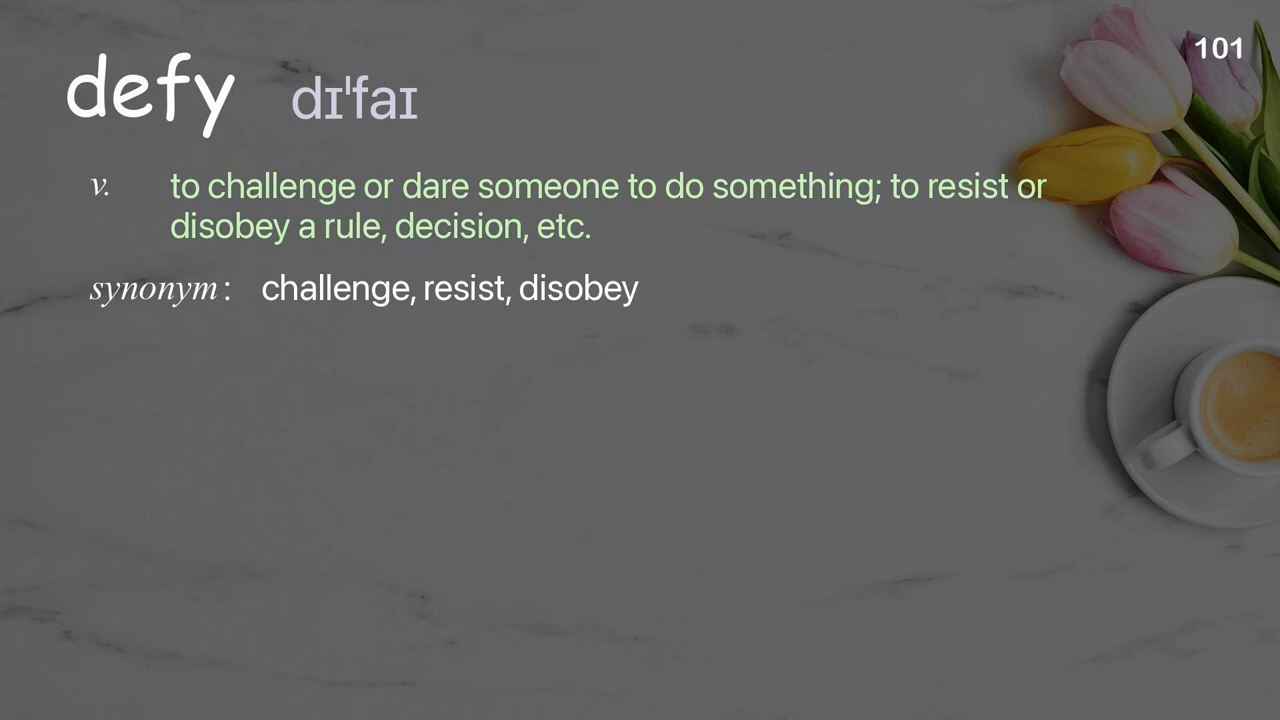 101
defy dɪˈfaɪ
v. to challenge or dare someone to do something; to resist or
disobey a rule, decision, etc.
synonym: challenge, resist, disobey